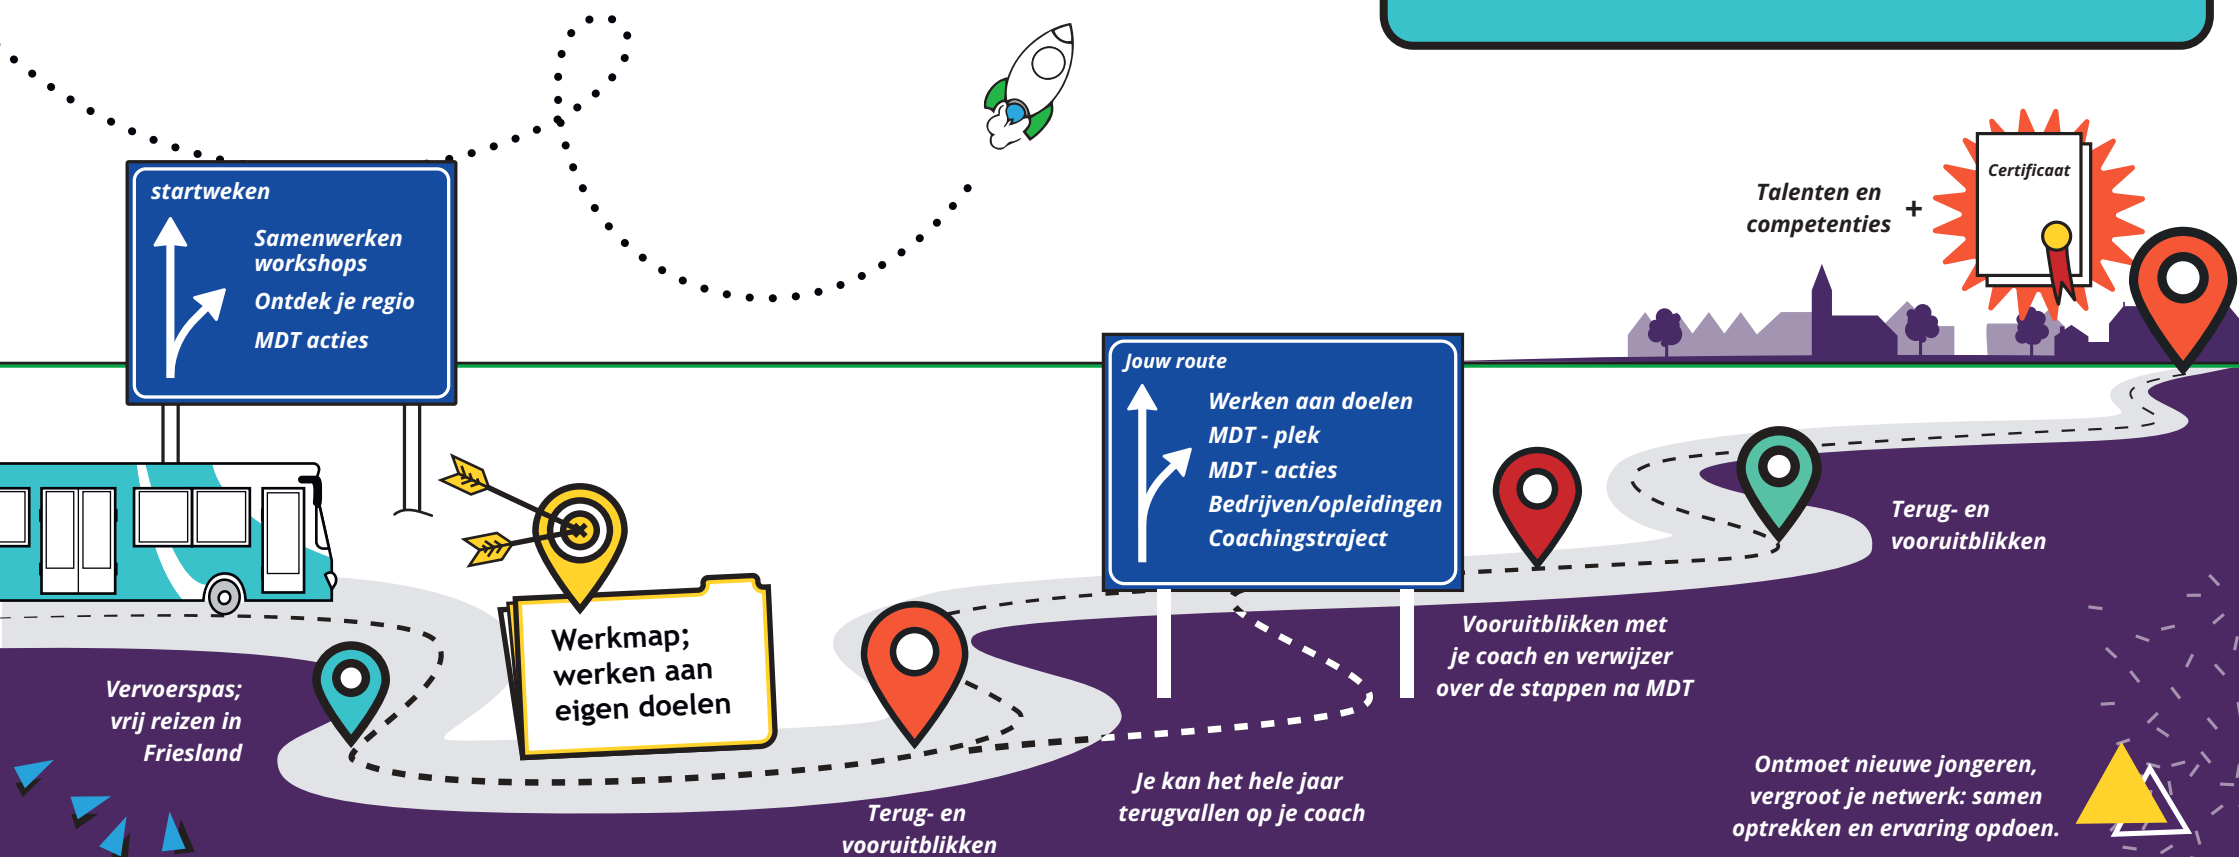 startweken
Samenwerken
workshops
Ontdek je regio
MDT acties
Talenten en
competenties
+
Certificaat
Jouw route
Werken aan doelen
MDT - plek
MDT - acties
Bedrijven/opleidingen
Coachingstraject
Werkmap;
werken aan
eigen doelen
Vervoerspas;
vrij reizen in
Friesland
Terug- en
vooruitblikken
Je kan het hele jaar
terugvallen op je coach
Vooruitblikken met
je coach en verwijzer
over de stappen na MDT
Terug- en
vooruitblikken
Ontmoet nieuwe jongeren,
vergroot je netwerk: samen
optrekken en ervaring opdoen.